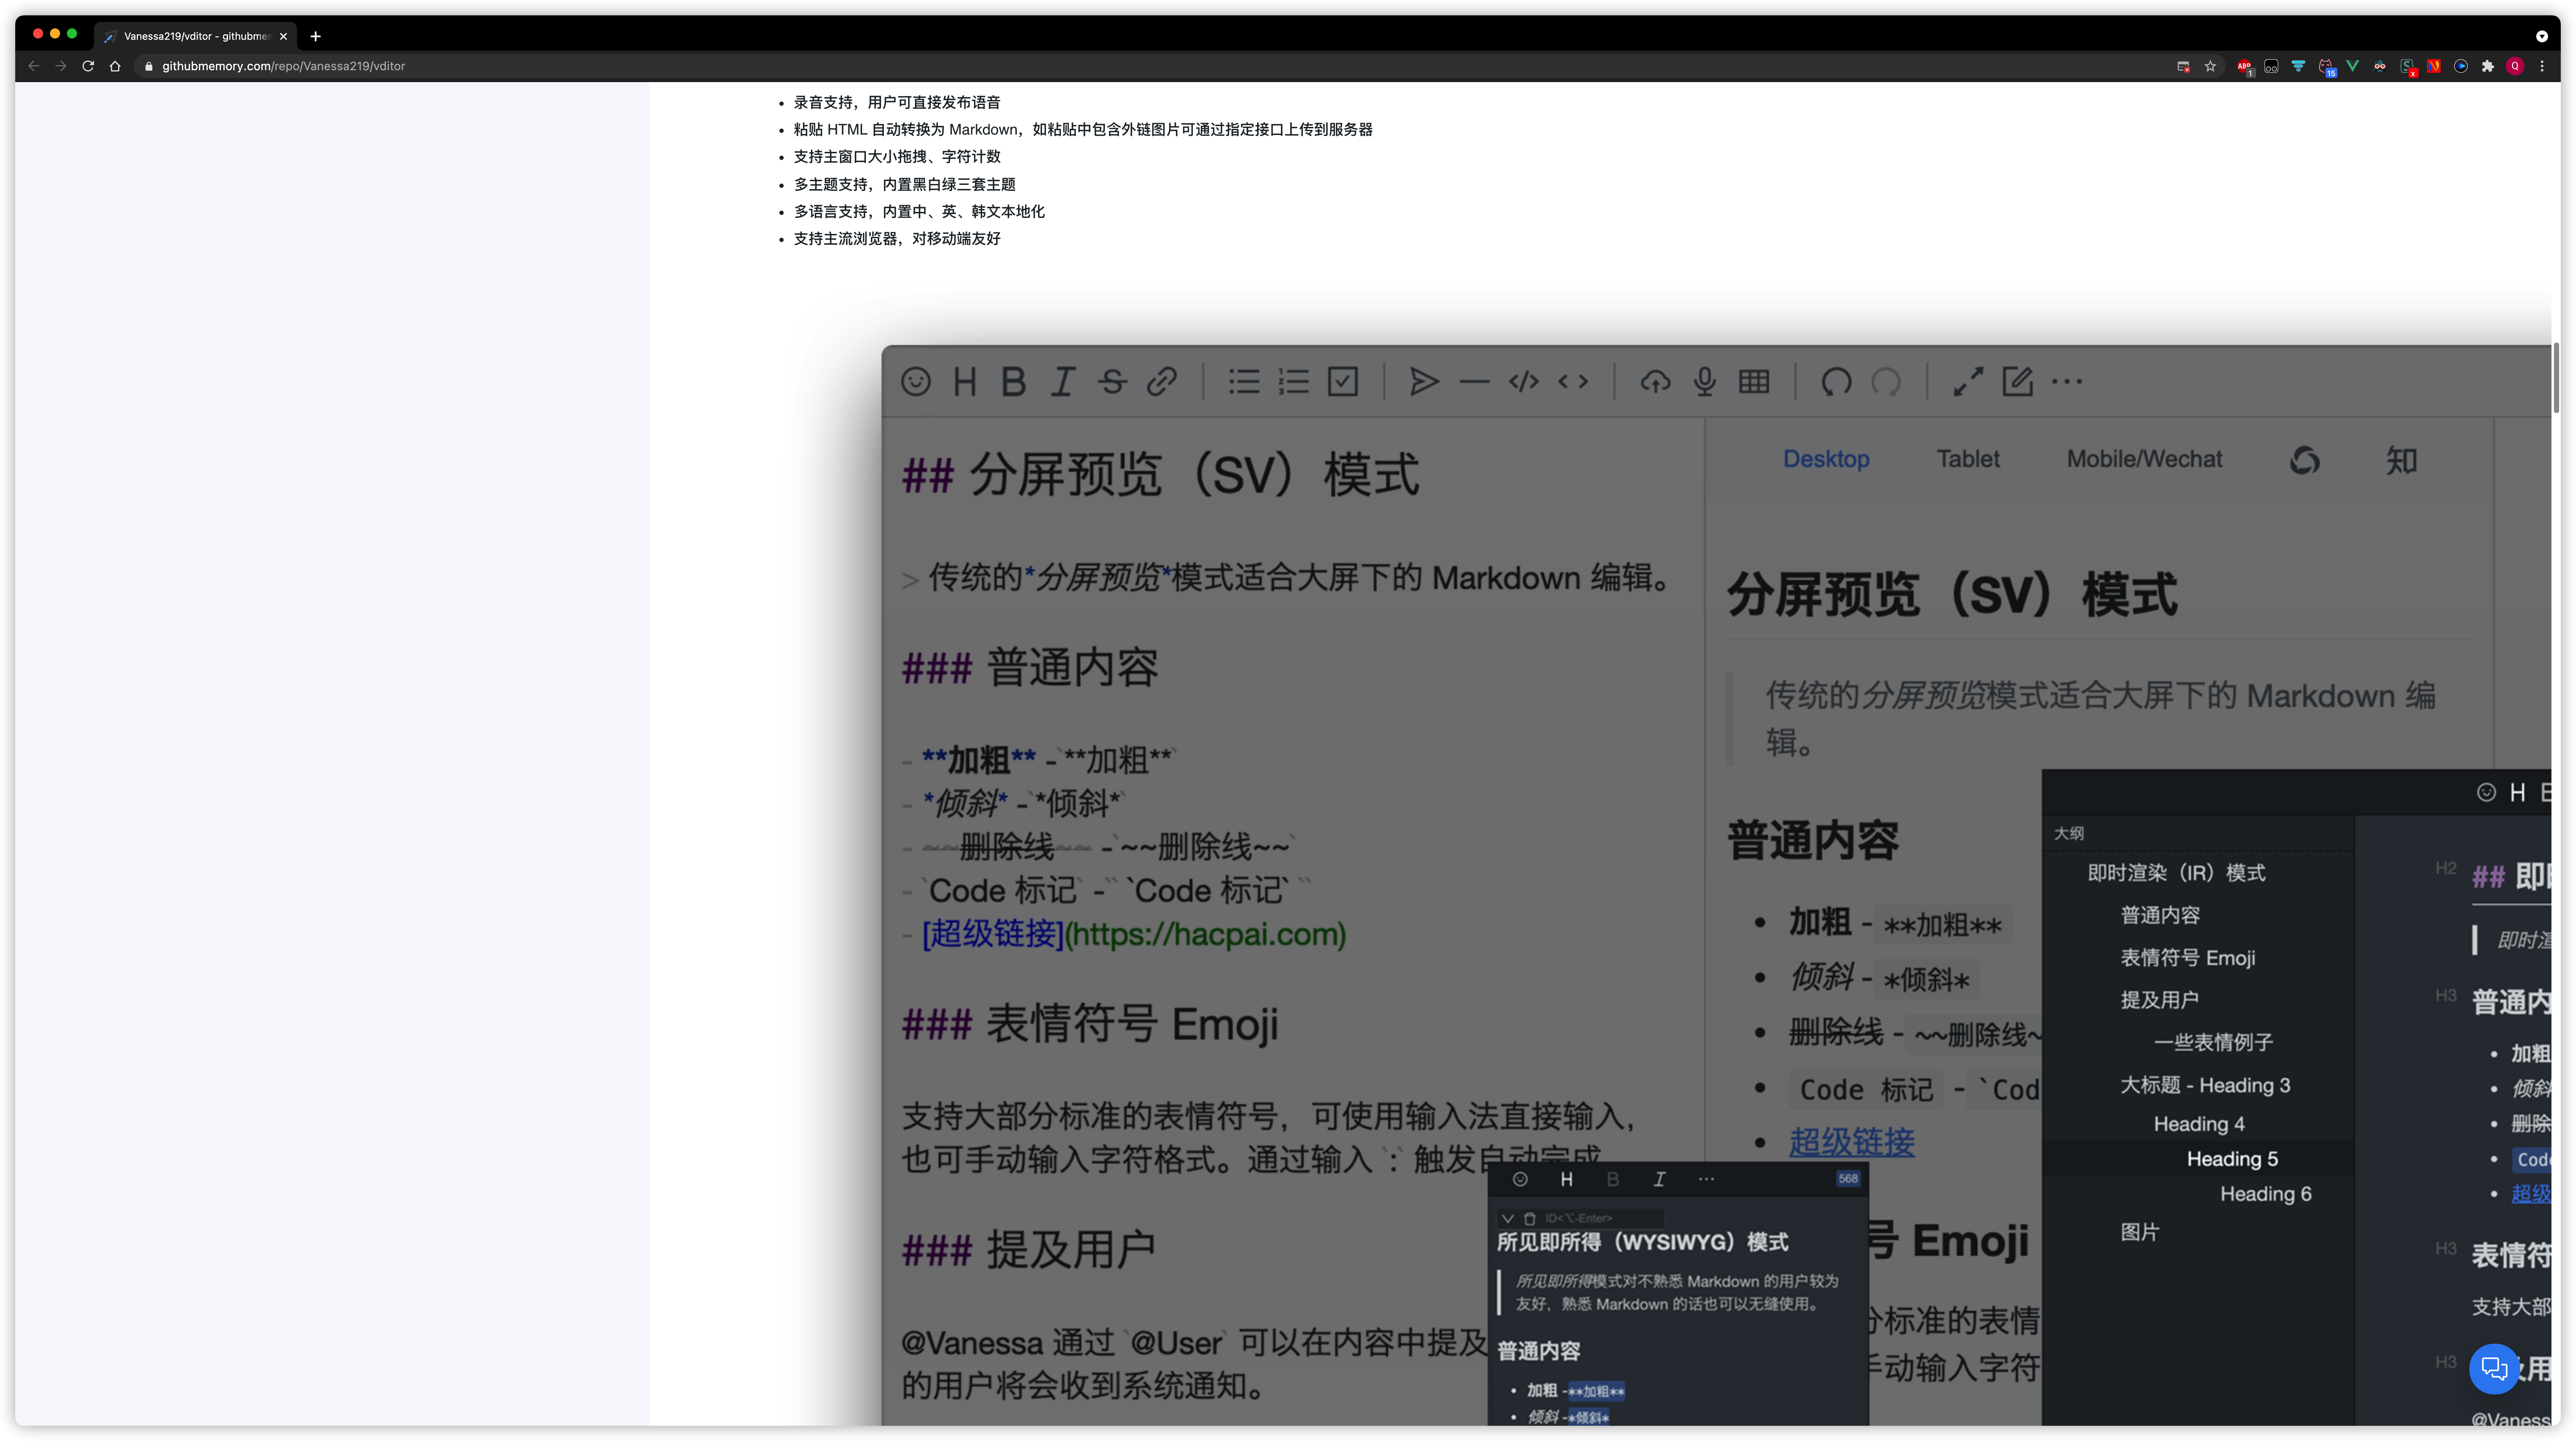 Vanessa219/vditor - githubmem
githubmemory.com/repo/Vanessa219/vditor
ABP
1
15
x
Q
录音支持，用户可直接发布语音
粘贴 HTML 自动转换为 Markdown，如粘贴中包含外链图片可通过指定接口上传到服务器
支持主窗口大小拖拽、字符计数
多主题支持，内置黑白绿三套主题
多语言支持，内置中、英、韩文本地化
支持主流浏览器，对移动端友好
## 分屏预览（SV）模式
> 传统的*分屏预览*模式适合大屏下的 Markdown 编辑。
### 普通内容
- **加粗** -`**加粗**`
- *倾斜* -`*倾斜*`
- ~~删除线~~ -`~~删除线~~`
- `Code 标记` -`` `Code 标记` ``
- [超级链接](https://hacpai.com)
### 表情符号 Emoji
支持大部分标准的表情符号，可使用输入法直接输入，
也可手动输入字符格式。通过输入 `:` 触发自动完成
### 提及用户
@Vanessa 通过 `@User` 可以在内容中提及
的用户将会收到系统通知。
Desktop Tablet Mobile/Wechat 知
分屏预览（SV）模式
传统的分屏预览模式适合大屏下的 Markdown 编
辑。
普通内容
加粗 - **加粗**
倾斜 - *倾斜*
删除线 - ~~删除线~
Code 标记 - `Cod
超级链接
号 Emoji
分标准的表情
手动输入字符
H B I ···
568
ID<⌥-Enter>
所见即所得（WYSIWYG）模式
所见即所得模式对不熟悉 Markdown 的用户较为
友好，熟悉 Markdown 的话也可以无缝使用。
普通内容
加粗 -**加粗**
倾斜 -*倾斜*
H
大纲
即时渲染（IR）模式
普通内容
表情符号 Emoji
提及用户
一些表情例子
大标题 - Heading 3
Heading 4
Heading 5
Heading 6
图片
H2 ## 即时
即时渲
H3 普通内
加粗
倾斜
删除
Code
超级
H3 表情符
支持大部
H3 及用
@Vaness